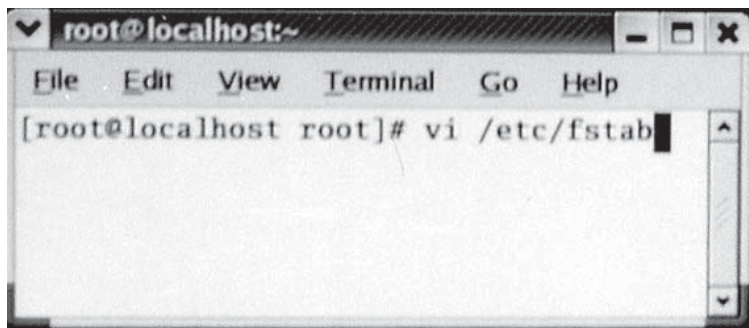 root@localhost:~
File Edit View Terminal Go Help
[root@localhost root]# vi /etc/fstab